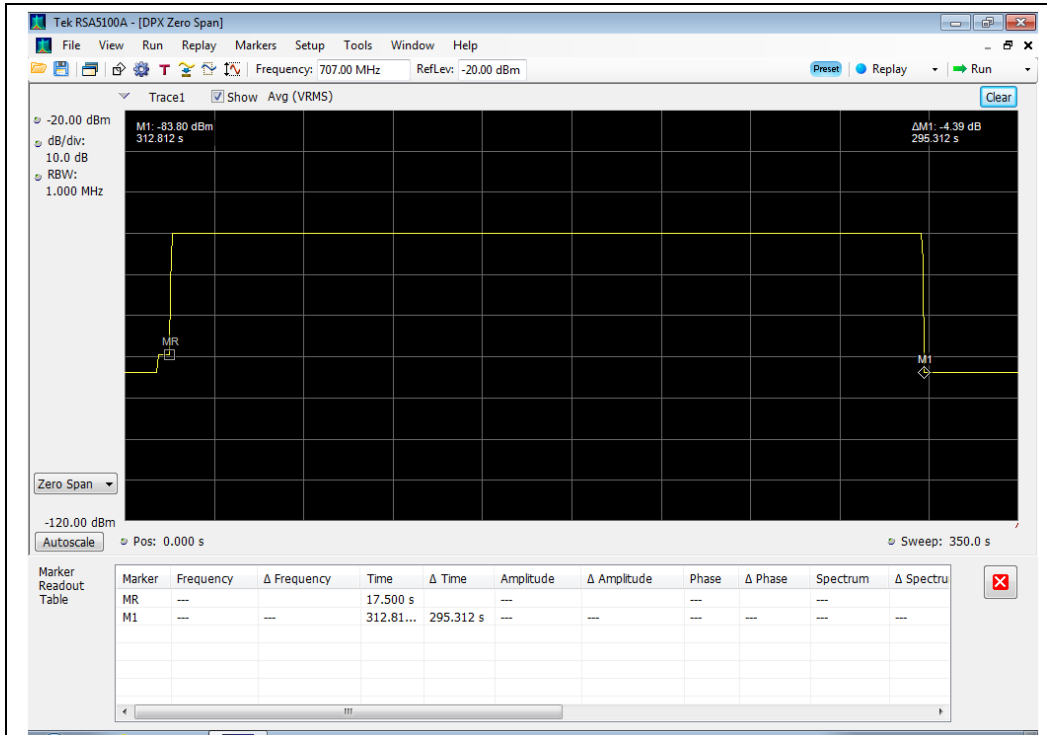 Tek RSA5100A - [DPX Zero Span]
File View Run Replay Markers Setup Tools Window Help
T Frequency: 707.00 MHz RefLev: -20.00 dBm Preset Replay Run
Trace1 Show Avg (VRMS) Clear
-20.00 dBm
dB/div:
10.0 dB
RBW:
1.000 MHz
M1: -83.80 dBm
312.812 s
ΔM1: -4.39 dB
295.312 s
MR
M1
Zero Span
-120.00 dBm
Autoscale Pos: 0.000 s Sweep: 350.0 s
Marker
Readout
Table
Marker Frequency Δ Frequency Time Δ Time Amplitude Δ Amplitude Phase Δ Phase Spectrum Δ Spectru
MR --- 17.500 s --- --- ---
M1 --- --- 312.81... 295.312 s --- --- --- --- --- ---